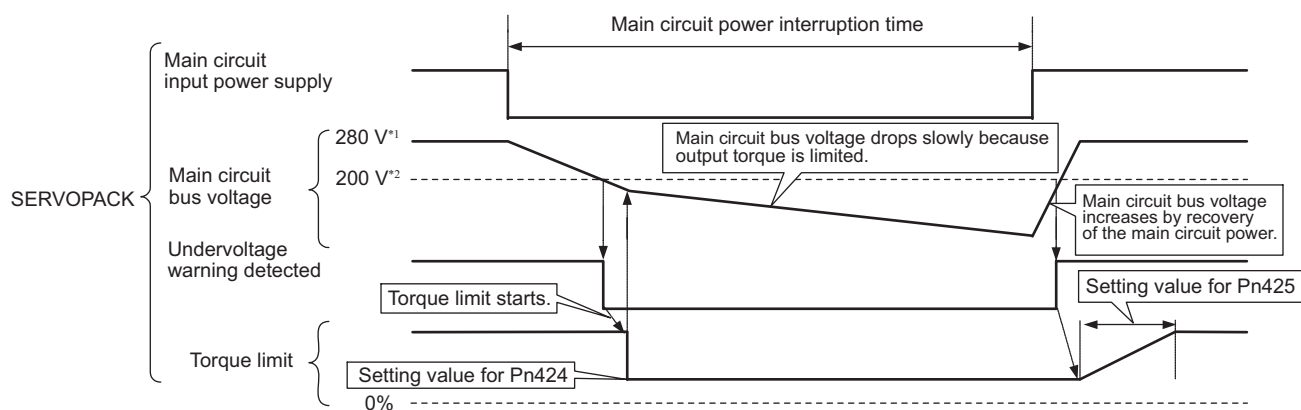 Main circuit power interruption time
Main circuit
input power supply
280 V*1
Main circuit bus voltage drops slowly because
output torque is limited.
200 V*2
Main circuit
bus voltage
SERVOPACK
Main circuit bus voltage
increases by recovery
of the main circuit power.
Undervoltage
warning detected
Torque limit starts.
Setting value for Pn425
Torque limit
Setting value for Pn424
0%